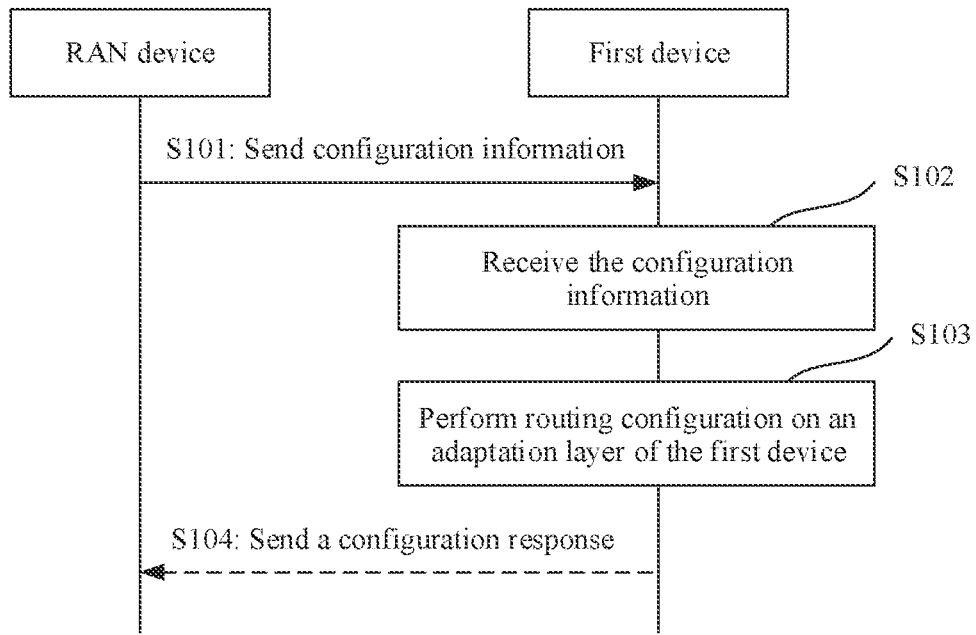 RAN device
First device
S101: Send configuration information
S102
Receive the configuration
information
S103
Perform routing configuration on an
adaptation layer of the first device
S104: Send a configuration response